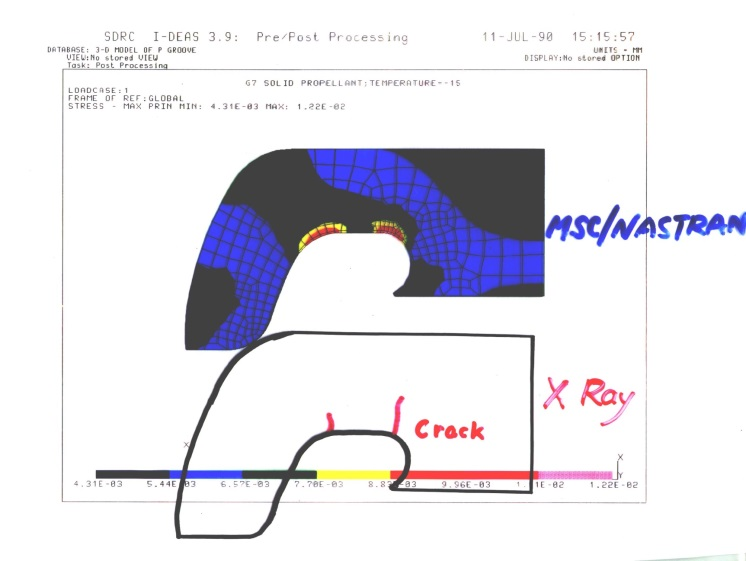 SDRC I-DEAS 3.9: Pre/Post Processing 11-JUL-90 15:15:57
DATABASE: 3-D MODEL OF P GROOVE UNITS = MM
VIEW:No stored VIEW DISPLAY:No stored OPTION
Task: Post Processing
G7 SOLID PROPELLANT:TEMPERATURE--15
LOADCASE:1
FRAME OF REF:GLOBAL
STRESS - MAX PRIN MIN: 4.31E-03 MAX: 1.22E-02
MSC/NASTRAN
X Ray
Crack
X
X
Y
4.31E-03 5.44E-03 6.57E-03 7.70E-03 9.96E-03 1.22E-02